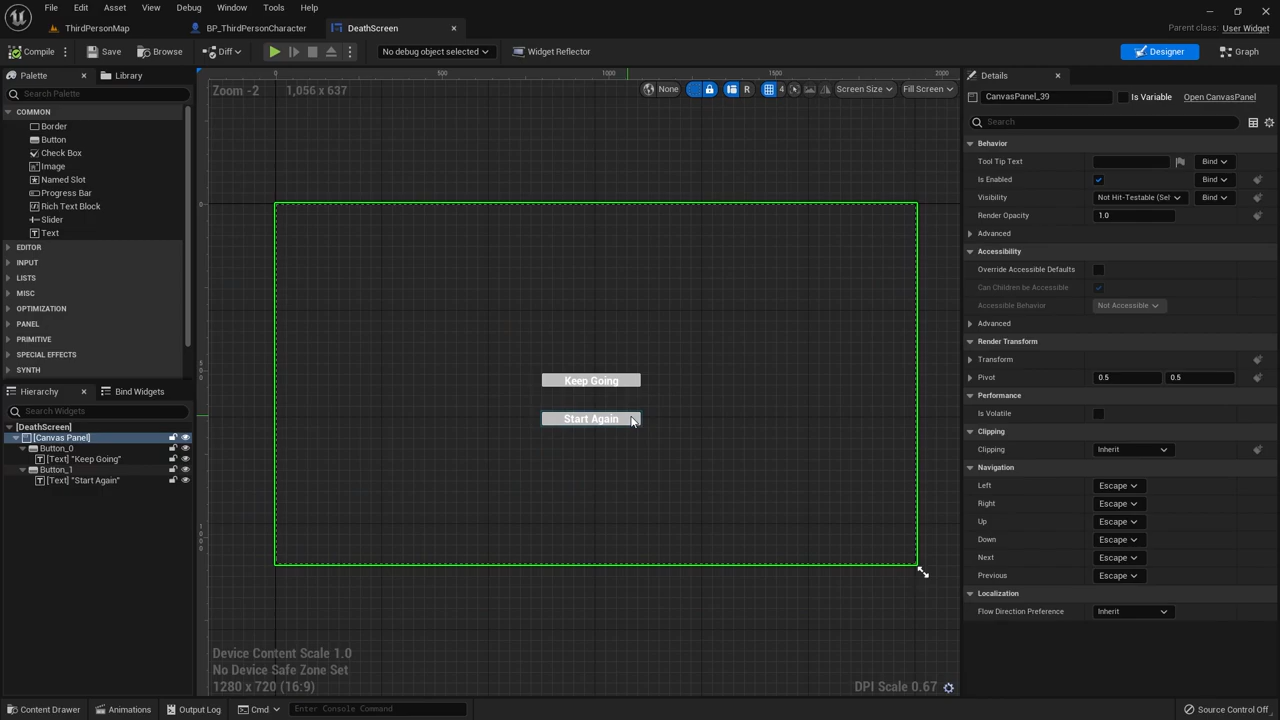 File Edit Asset View Debug Window Tools Help
Parent class: User Widget
ThirdPersonMap BP_ThirdPersonCharacter DeathScreen
Compile Save Browse Diff No debug object selected Widget Reflector Designer Graph
Palette Library
Search Palette
COMMON
Border
Button
Check Box
Image
Named Slot
Progress Bar
Rich Text Block
Slider
Text
EDITOR
INPUT
LISTS
MISC
OPTIMIZATION
PANEL
PRIMITIVE
SPECIAL EFFECTS
SYNTH
Hierarchy Bind Widgets
Search Widgets
[DeathScreen]
[Canvas Panel]
Button_0
[Text] "Keep Going"
Button_1
[Text] "Start Again"
0 500 1000 1500 2000
Zoom -2 1,056 x 637
None R 4 Screen Size Fill Screen
0
500
1000
Keep Going
Start Again
Device Content Scale 1.0
No Device Safe Zone Set
1280 x 720 (16:9)
DPI Scale 0.67
Details
CanvasPanel_39 Is Variable Open CanvasPanel
Search
Behavior
Tool Tip Text Bind
Is Enabled Bind
Visibility Not Hit-Testable (Sel Bind
Render Opacity 1.0
Advanced
Accessibility
Override Accessible Defaults
Can Children be Accessible
Accessible Behavior Not Accessible
Advanced
Render Transform
Transform
Pivot 0.5 0.5
Performance
Is Volatile
Clipping
Clipping Inherit
Navigation
Left Escape
Right Escape
Up Escape
Down Escape
Next Escape
Previous Escape
Localization
Flow Direction Preference Inherit
Content Drawer Animations Output Log Cmd Enter Console Command Source Control Off